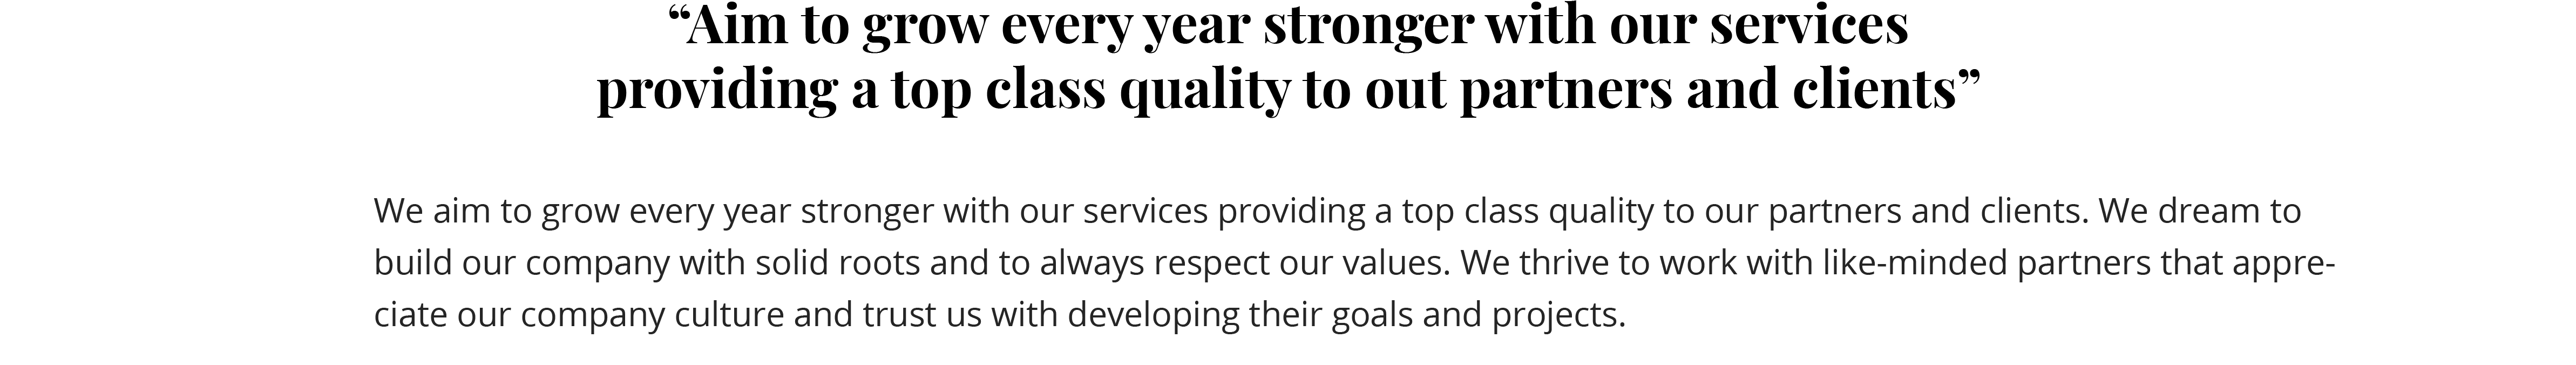 “Aim to grow every year stronger with our services
providing a top class quality to out partners and clients”
We aim to grow every year stronger with our services providing a top class quality to our partners and clients. We dream to
build our company with solid roots and to always respect our values. We thrive to work with like-minded partners that appre-
ciate our company culture and trust us with developing their goals and projects.